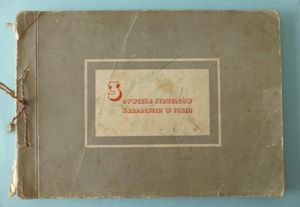 3 DYWIZJA STRZELCÓW
KARPACKICH W ITALII